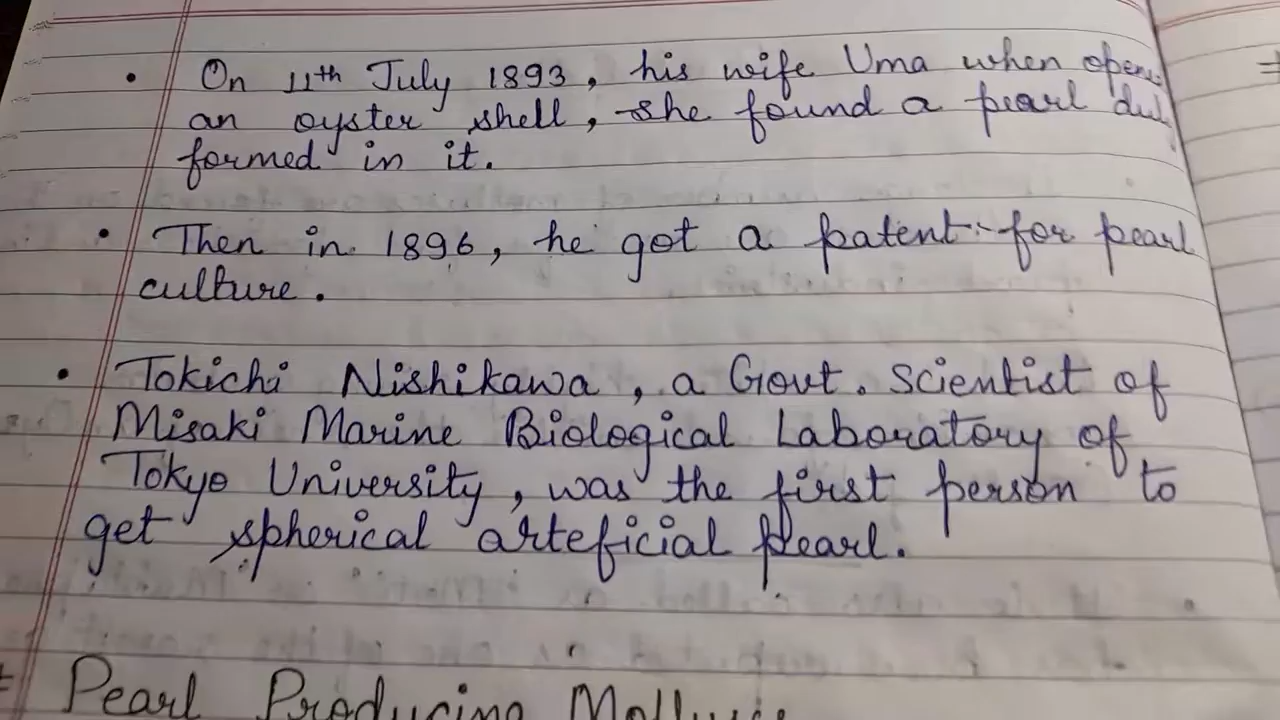 • On 11th July 1893, his wife Uma when opens
an oyster shell, she found a pearl
formed in it.
• Then in 1896, he got a patent for pearl
culture.
• Tokichi Nishikawa, a Govt. scientist of
Misaki Marine Biological Laboratory of
Tokyo University, was the first person to
get spherical arteficial pearl.
= Pearl Producing